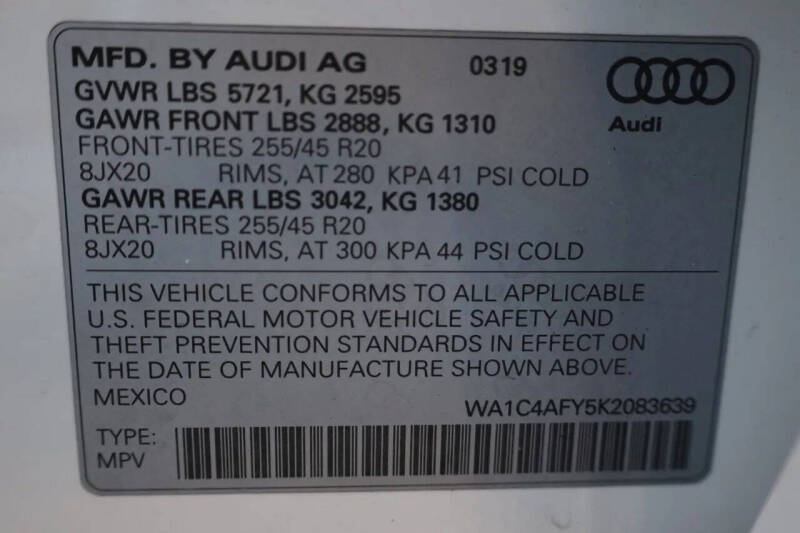 MFD. BY AUDI AG 0319
GVWR LBS 5721, KG 2595
GAWR FRONT LBS 2888, KG 1310
Audi
FRONT-TIRES 255/45 R20
8JX20 RIMS, AT 280 KPA 41 PSI COLD
GAWR REAR LBS 3042, KG 1380
REAR-TIRES 255/45 R20
8JX20 RIMS, AT 300 KPA 44 PSI COLD
THIS VEHICLE CONFORMS TO ALL APPLICABLE
U.S. FEDERAL MOTOR VEHICLE SAFETY AND
THEFT PREVENTION STANDARDS IN EFFECT ON
THE DATE OF MANUFACTURE SHOWN ABOVE.
MEXICO WA1C4AFY5K2083639
TYPE:
MPV